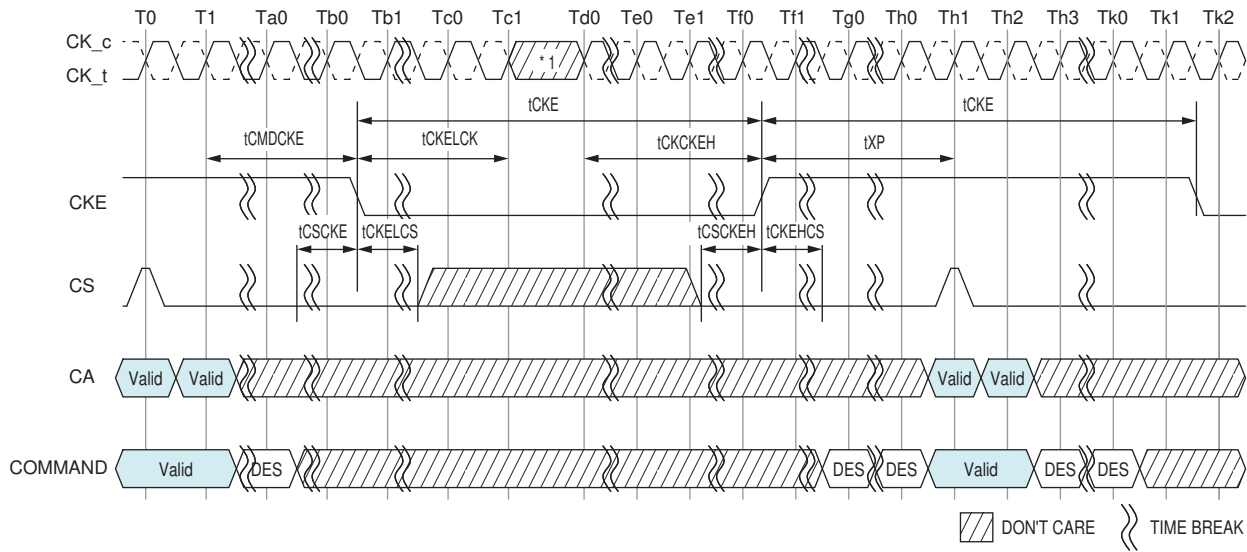 T0 T1 Ta0 Tb0 Tb1 Tc0 Tc1 Td0 Te0 Te1 Tf0 Tf1 Tg0 Th0 Th1 Th2 Th3 Tk0 Tk1 Tk2
CK_c
CK_t
* 1
tCKE tCKE
tCMDCKE tCKELCK tCKCKEH tXP
CKE
tCSCKE tCKELCS tCSCKEH tCKEHCS
CS
CA Valid Valid Valid Valid
COMMAND Valid DES DES DES Valid DES DES
DON'T CARE TIME BREAK